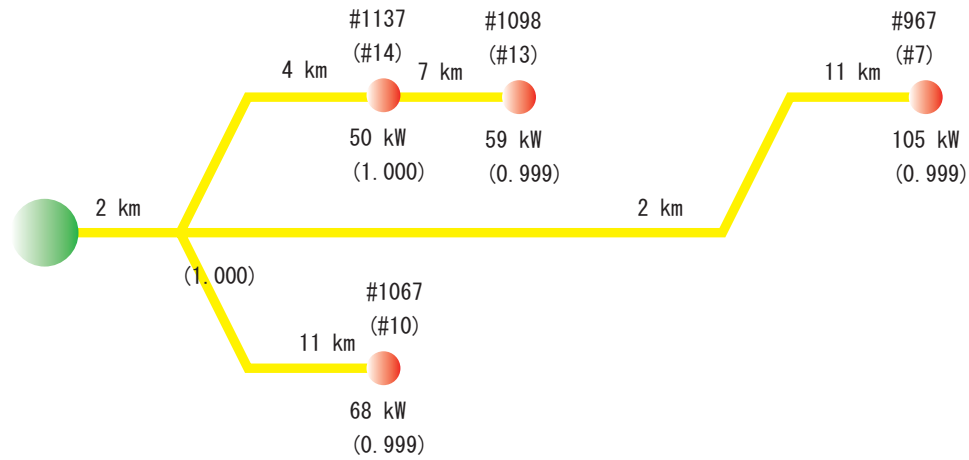 #1137
(#14)
#1098
(#13)
#967
(#7)
4 km
7 km
11 km
50 kW
(1.000)
59 kW
(0.999)
105 kW
(0.999)
2 km
2 km
(1.000)
#1067
(#10)
11 km
68 kW
(0.999)